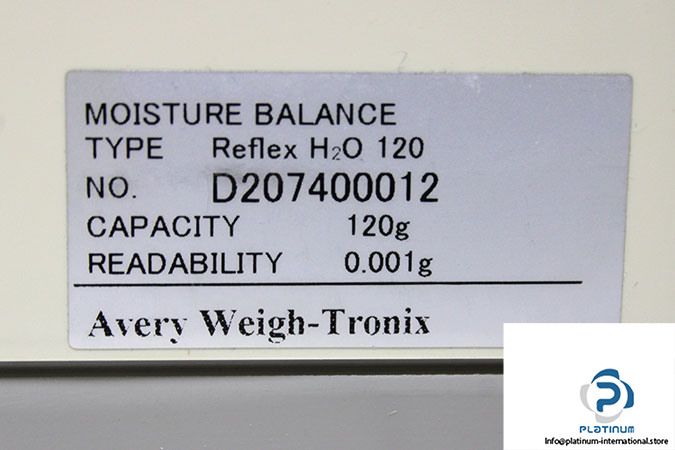 MOISTURE BALANCE
TYPE Reflex H₂O 120
NO. D207400012
CAPACITY 120g
READABILITY 0.001g
Avery Weigh-Tronix
PLATINUM
Info@platinum-international.store